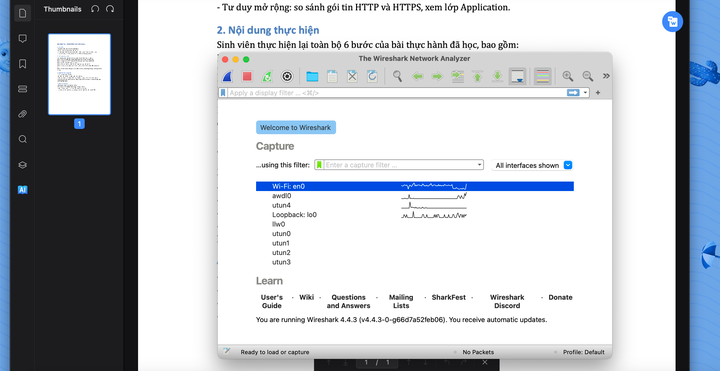 Thumbnails
1
AI
- Tư duy mở rộng: so sánh gói tin HTTP và HTTPS, xem lớp Application.
2. Nội dung thực hiện
Sinh viên thực hiện lại toàn bộ 6 bước của bài thực hành đã học, bao gồm:
The Wireshark Network Analyzer
Apply a display filter ... <⌘/>
Welcome to Wireshark
Capture
...using this filter:
Enter a capture filter ...
All interfaces shown
Wi-Fi: en0
awdl0
utun4
Loopback: lo0
llw0
utun0
utun1
utun2
utun3
Learn
User's Guide · Wiki · Questions and Answers · Mailing Lists · SharkFest · Wireshark Discord · Donate
You are running Wireshark 4.4.3 (v4.4.3-0-g66d7a52feb06). You receive automatic updates.
Ready to load or capture
No Packets
Profile: Default
1 / 1